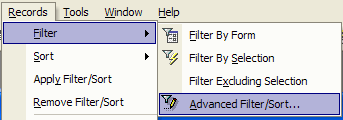 Records Tools Window Help
Filter
Sort
Apply Filter/Sort
Remove Filter/Sort
Filter By Form
Filter By Selection
Filter Excluding Selection
Advanced Filter/Sort...